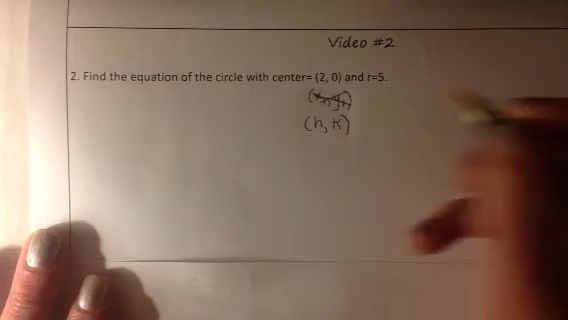 Video #2
2. Find the equation of the circle with center= (2, 0) and r=5.
(h, K)